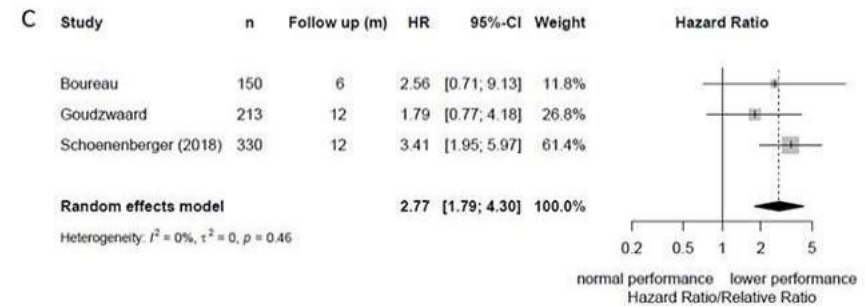 C Study n Follow up (m) HR 95%-CI Weight Hazard Ratio
Boureau 150 6 2.56 [0.71; 9.13] 11.8%
Goudzwaard 213 12 1.79 [0.77; 4.18] 26.8%
Schoenenberger (2018) 330 12 3.41 [1.95; 5.97] 61.4%
Random effects model 2.77 [1.79; 4.30] 100.0%
Heterogeneity: I² = 0%, τ² = 0, p = 0.46
0.2 0.5 1 2 5
normal performance lower performance
Hazard Ratio/Relative Ratio